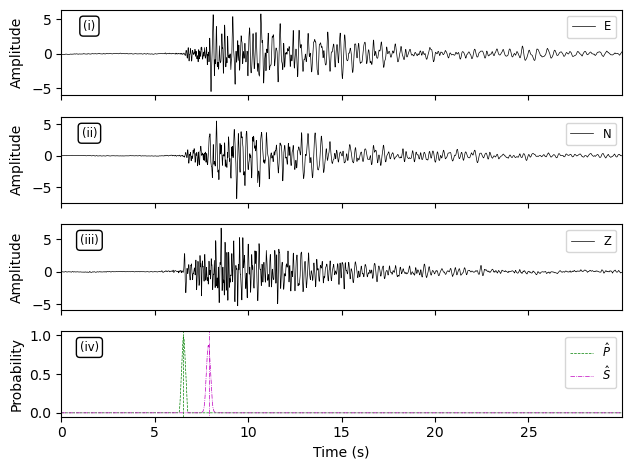 Amplitude
5
0
−5
(i)
E
Amplitude
5
0
−5
(ii)
N
Amplitude
5
0
−5
(iii)
Z
Probability
1.0
0.5
0.0
(iv)
P̂
Ŝ
0 5 10 15 20 25
Time (s)